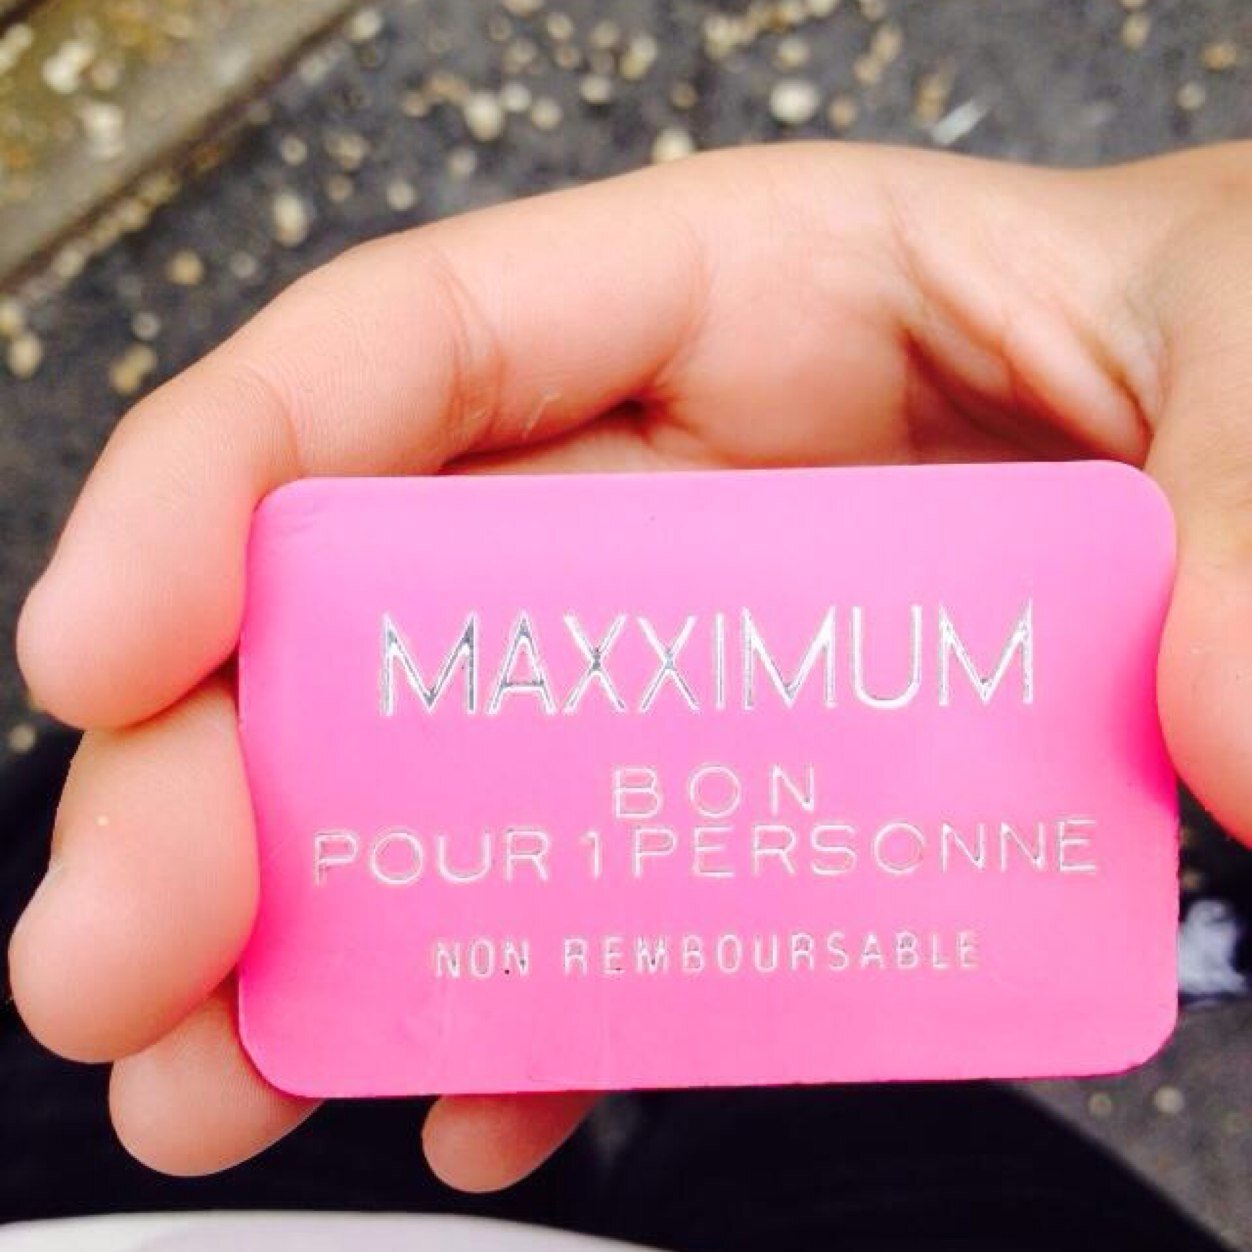 MAXXIMUM
BON
POUR 1 PERSONNE
NON REMBOURSABLE